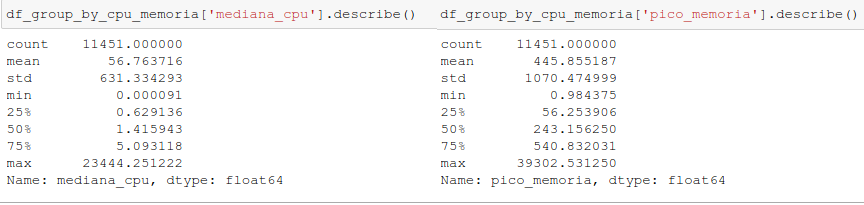 df_group_by_cpu_memoria['mediana_cpu'].describe()
count    11451.000000
mean        56.763716
std        631.334293
min          0.000091
25%          0.629136
50%          1.415943
75%          5.093118
max      23444.251222
Name: mediana_cpu, dtype: float64
df_group_by_cpu_memoria['pico_memoria'].describe()
count    11451.000000
mean       445.855187
std       1070.474999
min          0.984375
25%         56.253906
50%        243.156250
75%        540.832031
max      39302.531250
Name: pico_memoria, dtype: float64